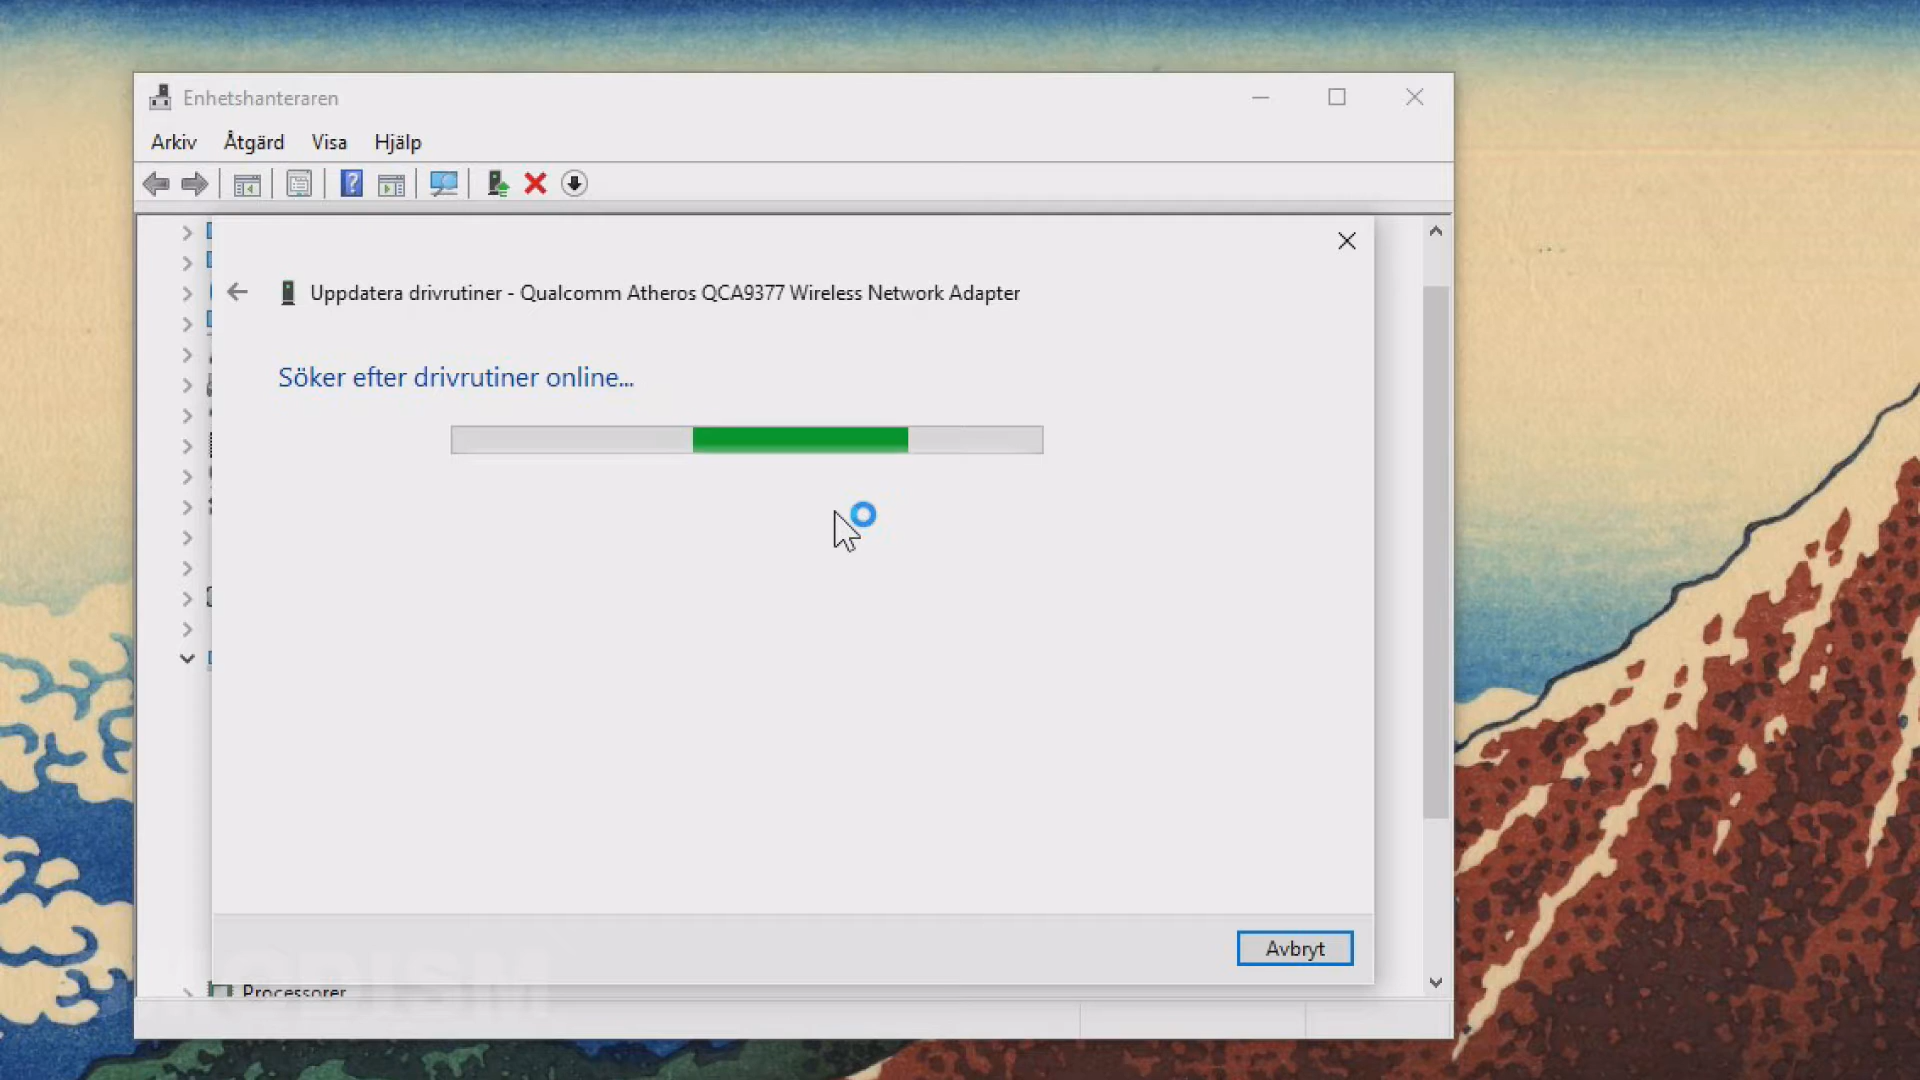 Enhetshanteraren
Arkiv Åtgärd Visa Hjälp
Uppdatera drivrutiner - Qualcomm Atheros QCA9377 Wireless Network Adapter
Söker efter drivrutiner online...
Avbryt
Processorer